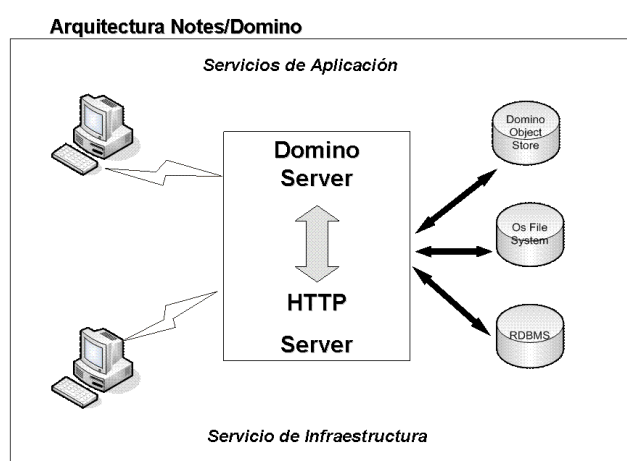 Arquitectura Notes/Domino
Servicios de Aplicación
Domino
Server
HTTP
Server
Domino
Object
Store
Os File
System
RDBMS
Servicio de Infraestructura